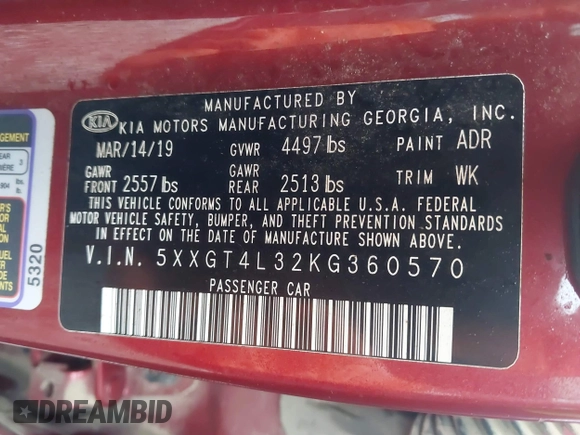 MANUFACTURED BY
KIA KIA MOTORS MANUFACTURING GEORGIA, INC.
MAR/14/19 GVWR 4497 lbs PAINT ADR
GAWR FRONT 2557 lbs GAWR REAR 2513 lbs TRIM WK
THIS VEHICLE CONFORMS TO ALL APPLICABLE U.S.A. FEDERAL
MOTOR VEHICLE SAFETY, BUMPER, AND THEFT PREVENTION STANDARDS
IN EFFECT ON THE DATE OF MANUFACTURE SHOWN ABOVE.
V.I.N. 5XXGT4L32KG360570
PASSENGER CAR
5320
DREAMBID